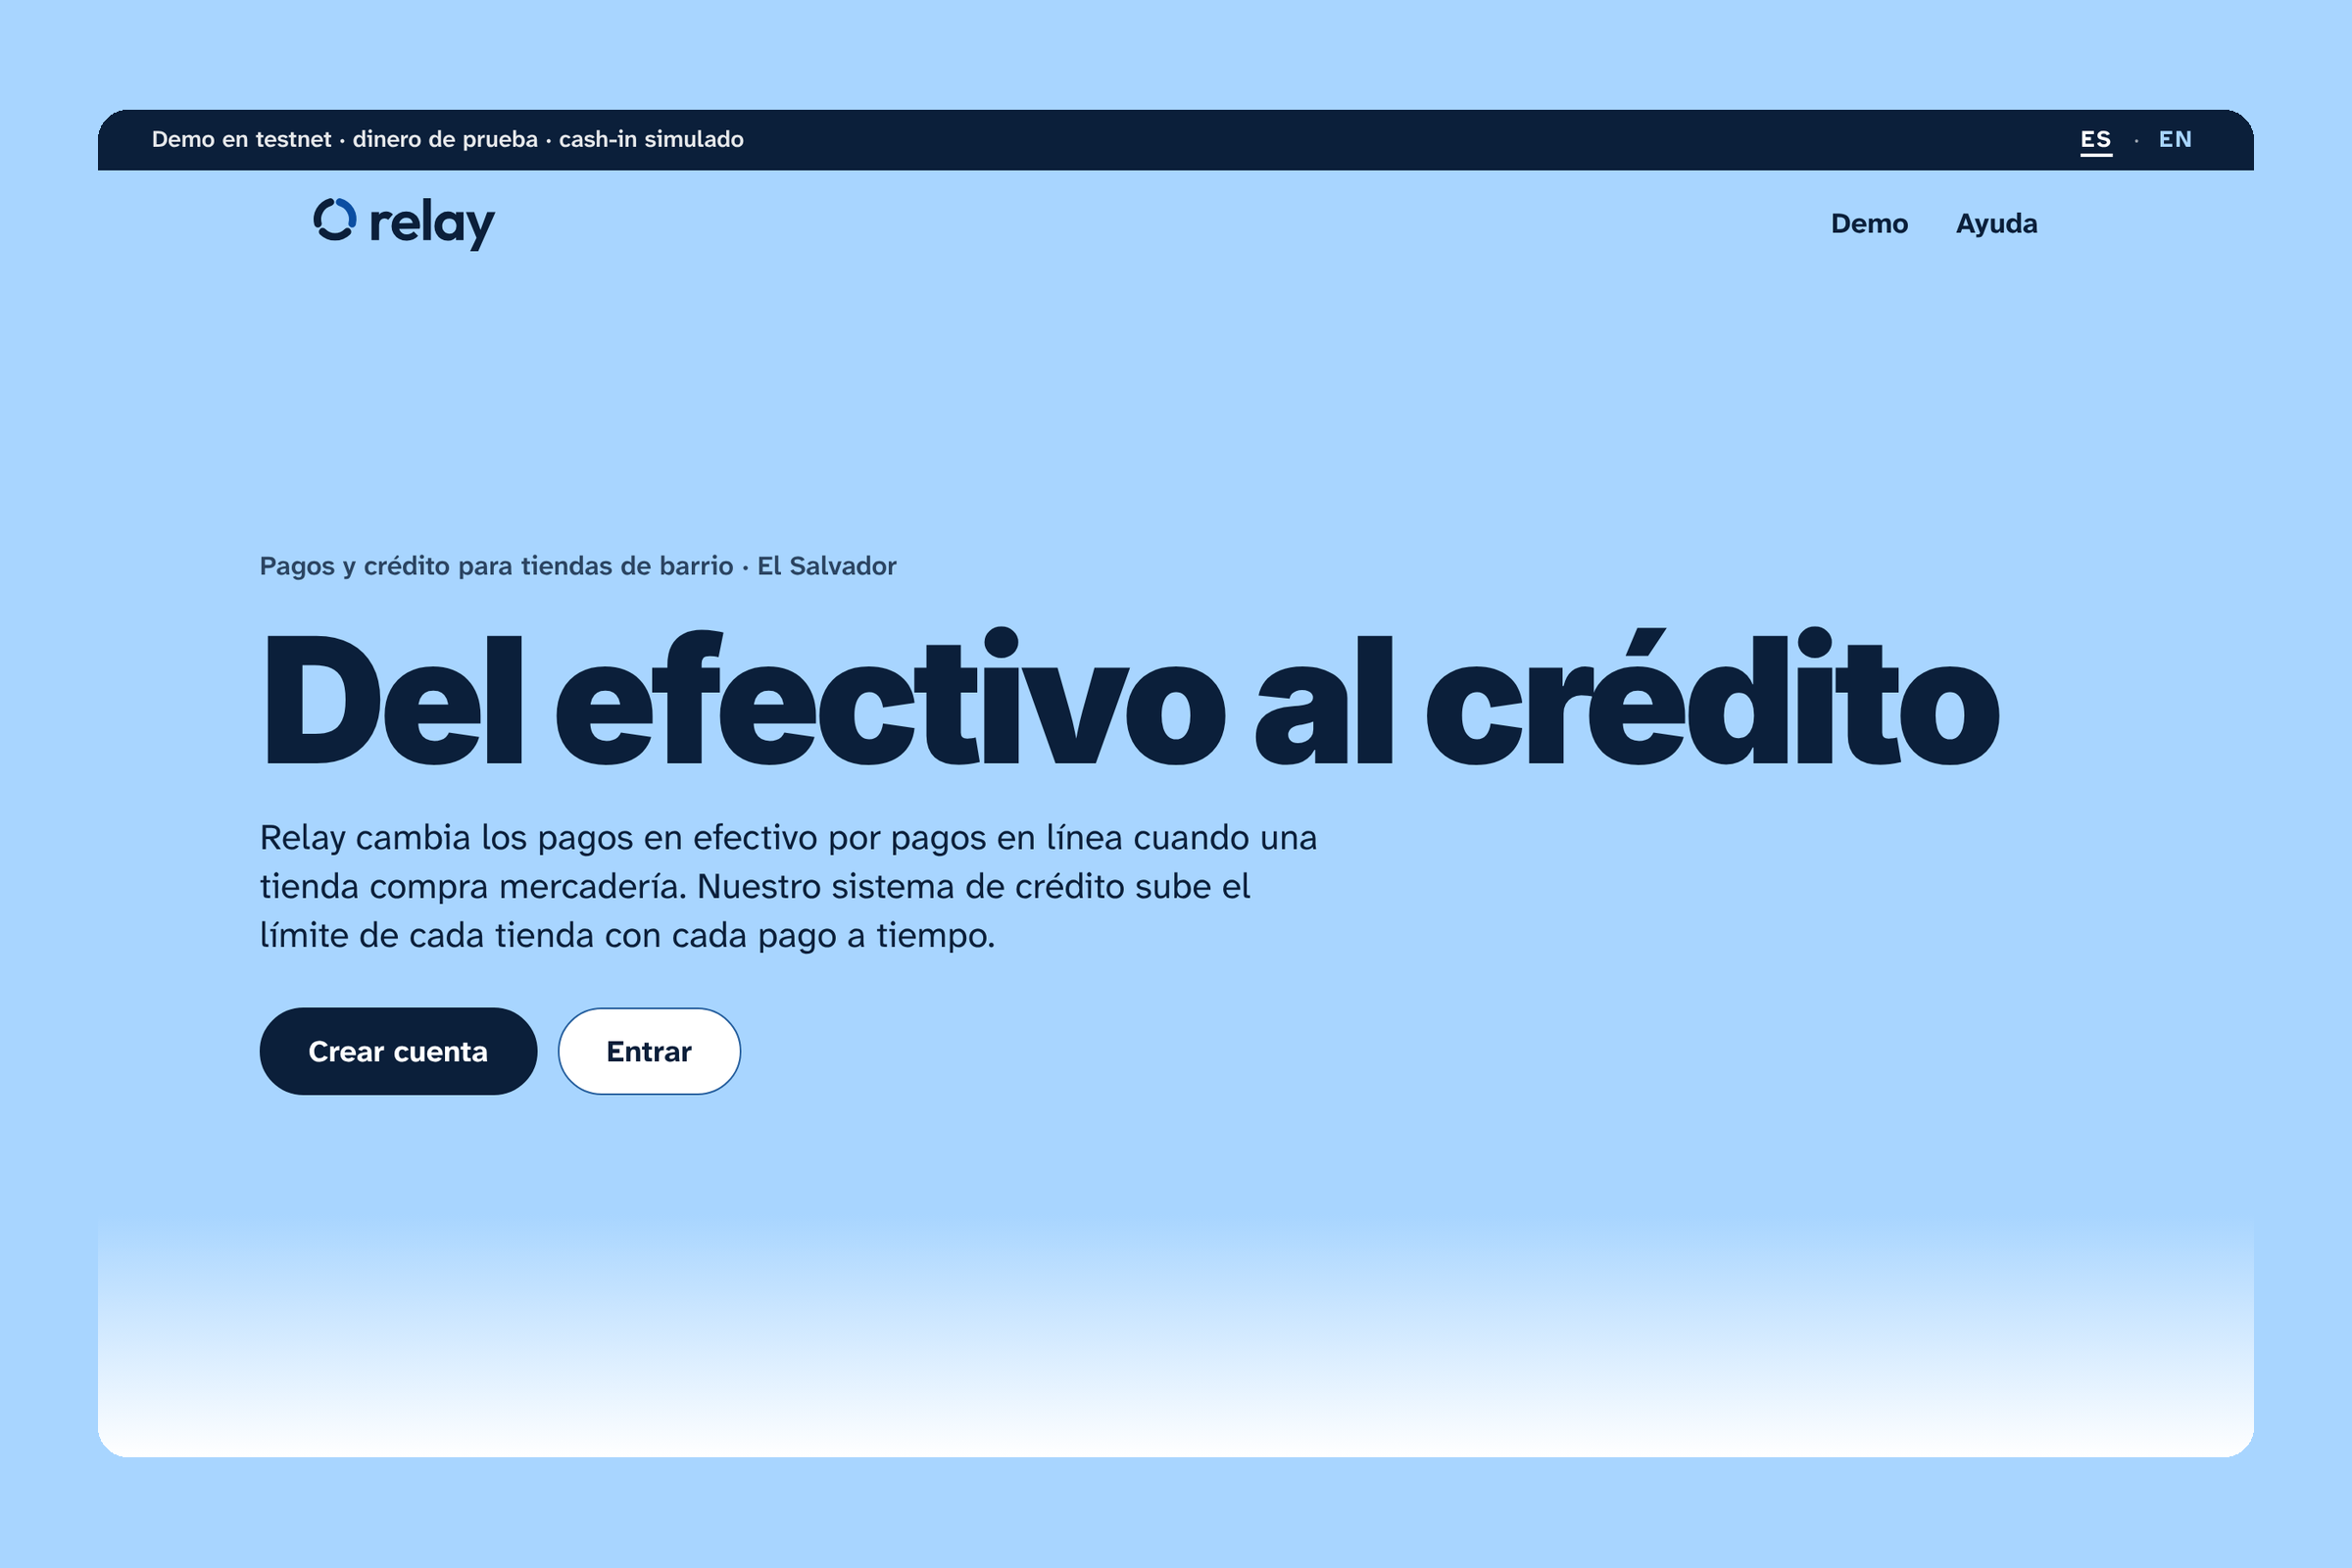 Demo en testnet · dinero de prueba · cash-in simulado
ES · EN
relay
Demo Ayuda
Pagos y crédito para tiendas de barrio · El Salvador
Del efectivo al crédito
Relay cambia los pagos en efectivo por pagos en línea cuando una
tienda compra mercadería. Nuestro sistema de crédito sube el
límite de cada tienda con cada pago a tiempo.
Crear cuenta
Entrar